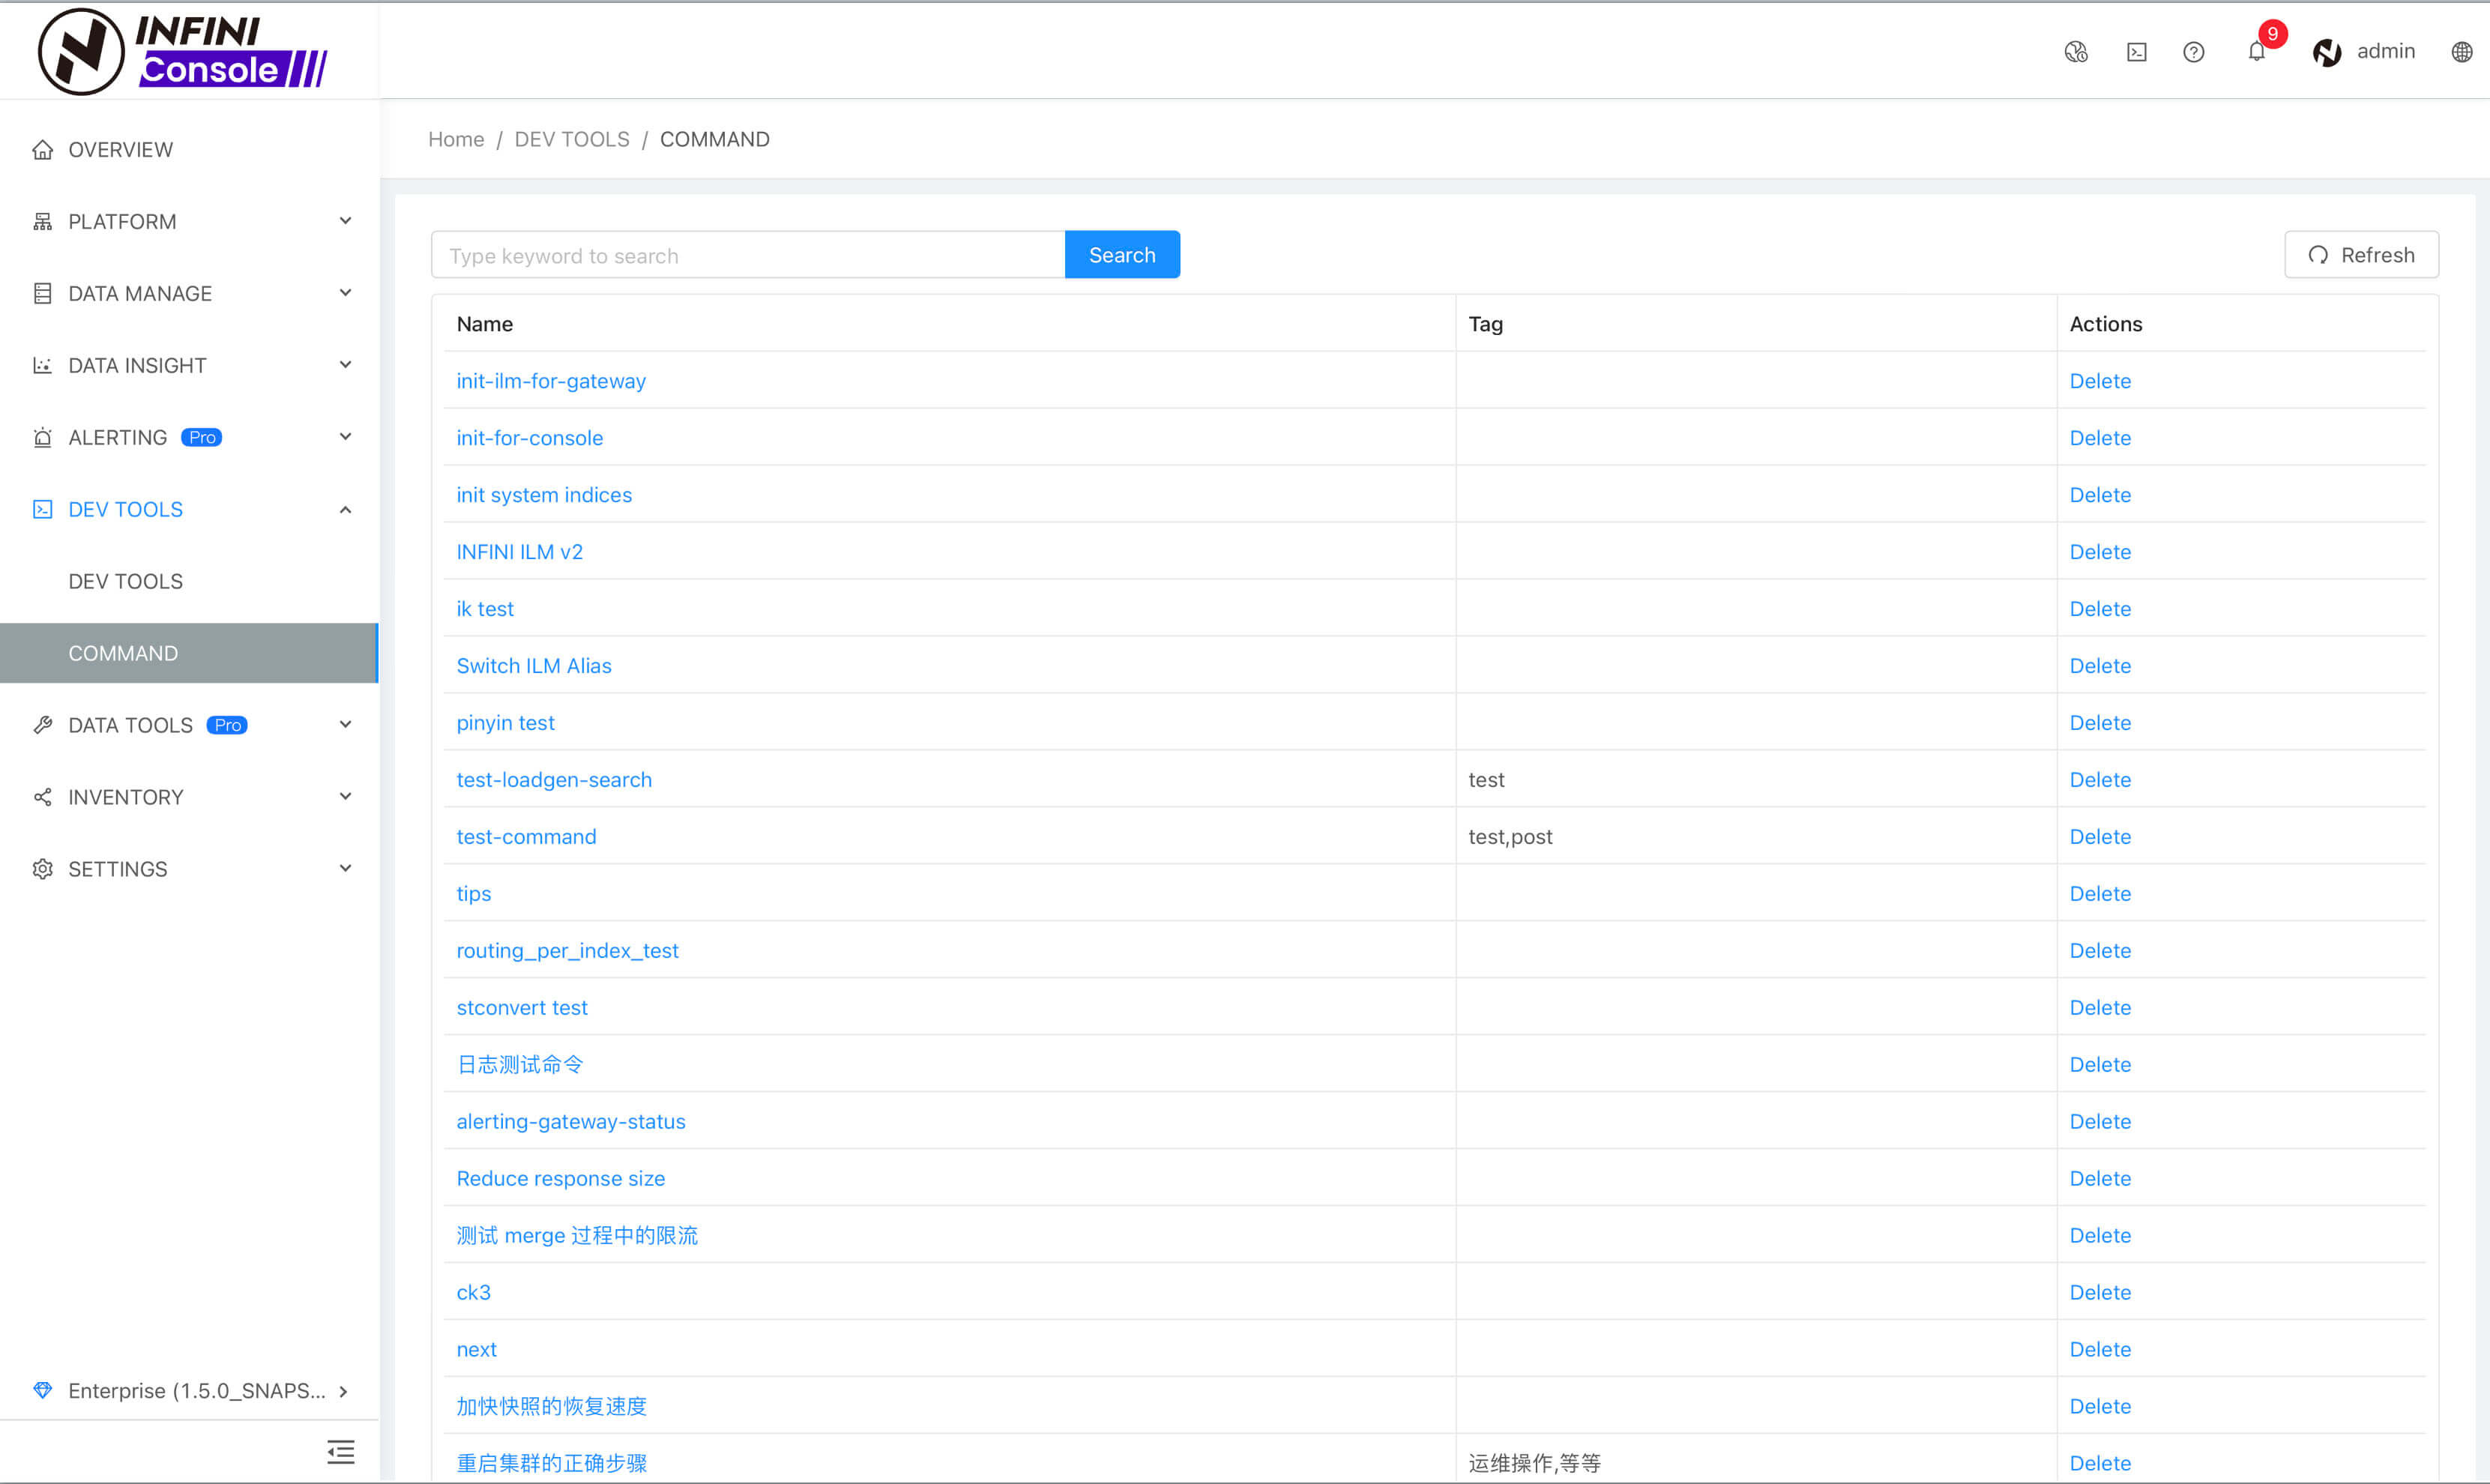 INFINI
Console
9
admin
OVERVIEW
PLATFORM
DATA MANAGE
DATA INSIGHT
ALERTING Pro
DEV TOOLS
DEV TOOLS
COMMAND
DATA TOOLS Pro
INVENTORY
SETTINGS
Enterprise (1.5.0_SNAPS...
Home / DEV TOOLS / COMMAND
Type keyword to search
Search
Refresh
Name Tag Actions
init-ilm-for-gateway Delete
init-for-console Delete
init system indices Delete
INFINI ILM v2 Delete
ik test Delete
Switch ILM Alias Delete
pinyin test Delete
test-loadgen-search test Delete
test-command test,post Delete
tips Delete
routing_per_index_test Delete
stconvert test Delete
日志测试命令 Delete
alerting-gateway-status Delete
Reduce response size Delete
测试 merge 过程中的限流 Delete
ck3 Delete
next Delete
加快快照的恢复速度 Delete
重启集群的正确步骤 运维操作,等等 Delete